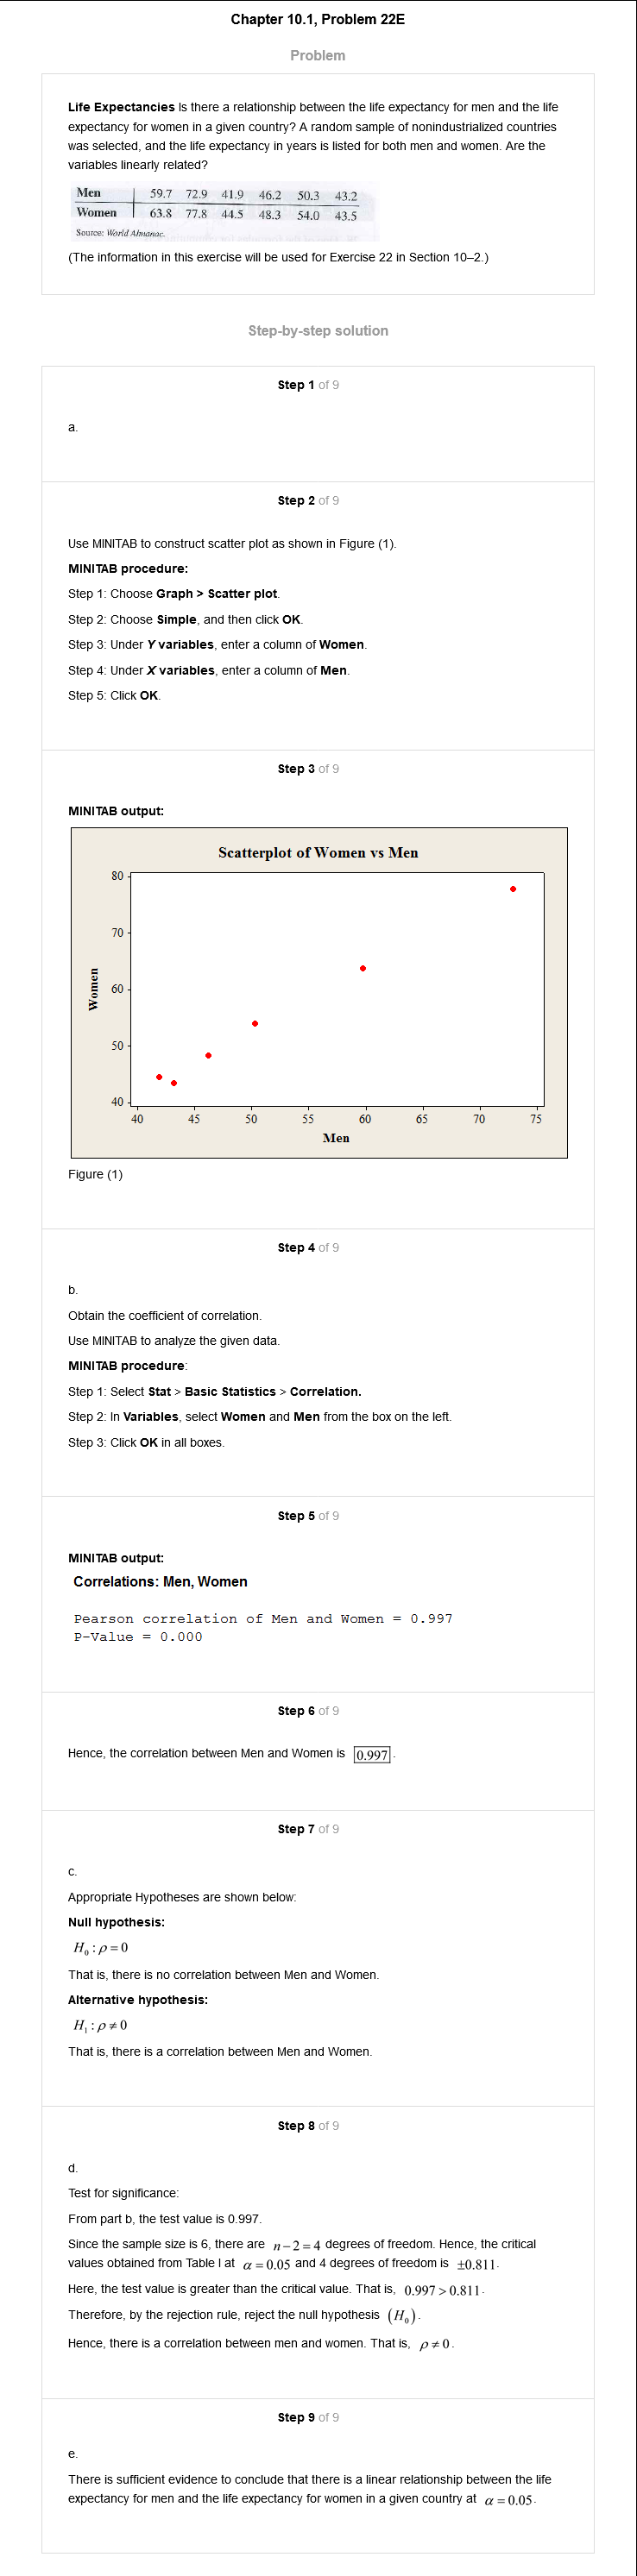 Chapter 10.1, Problem 22E
Problem
Life Expectancies Is there a relationship between the life expectancy for men and the life
expectancy for women in a given country? A random sample of nonindustrialized countries
was selected, and the life expectancy in years is listed for both men and women. Are the
variables linearly related?
Men 59.7 72.9 41.9 46.2 50.3 43.2
Women 63.8 77.8 44.5 48.3 54.0 43.5
Source: World Almanac.
(The information in this exercise will be used for Exercise 22 in Section 10–2.)
Step-by-step solution
Step 1 of 9
a.
Step 2 of 9
Use MINITAB to construct scatter plot as shown in Figure (1).
MINITAB procedure:
Step 1: Choose Graph > Scatter plot.
Step 2: Choose Simple, and then click OK.
Step 3: Under Y variables, enter a column of Women.
Step 4: Under X variables, enter a column of Men.
Step 5: Click OK.
Step 3 of 9
MINITAB output:
Scatterplot of Women vs Men
80
70
60
50
40
Women
40 45 50 55 60 65 70 75
Men
Figure (1)
Step 4 of 9
b.
Obtain the coefficient of correlation.
Use MINITAB to analyze the given data.
MINITAB procedure:
Step 1: Select Stat > Basic Statistics > Correlation.
Step 2: In Variables, select Women and Men from the box on the left.
Step 3: Click OK in all boxes.
Step 5 of 9
MINITAB output:
Correlations: Men, Women
Pearson correlation of Men and Women = 0.997
P-Value = 0.000
Step 6 of 9
Hence, the correlation between Men and Women is 0.997.
Step 7 of 9
c.
Appropriate Hypotheses are shown below:
Null hypothesis:
H₀ : ρ = 0
That is, there is no correlation between Men and Women.
Alternative hypothesis:
H₁ : ρ ≠ 0
That is, there is a correlation between Men and Women.
Step 8 of 9
d.
Test for significance:
From part b, the test value is 0.997.
Since the sample size is 6, there are n − 2 = 4 degrees of freedom. Hence, the critical
values obtained from Table I at α = 0.05 and 4 degrees of freedom is ±0.811.
Here, the test value is greater than the critical value. That is, 0.997 > 0.811.
Therefore, by the rejection rule, reject the null hypothesis (H₀).
Hence, there is a correlation between men and women. That is, ρ ≠ 0.
Step 9 of 9
e.
There is sufficient evidence to conclude that there is a linear relationship between the life
expectancy for men and the life expectancy for women in a given country at α = 0.05.